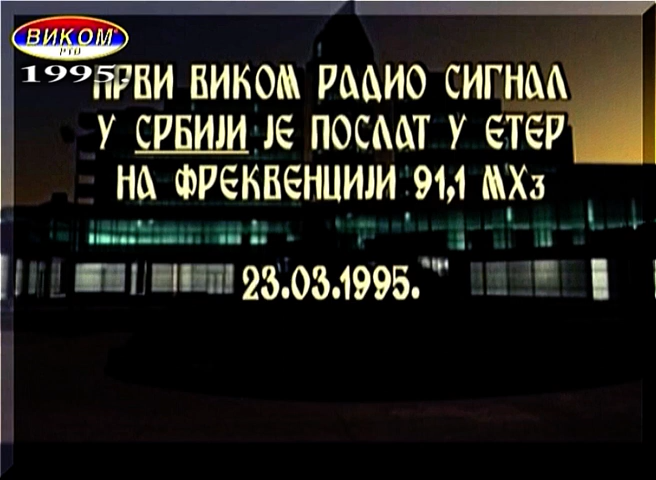 ВИКОМ
РТВ
1995.
ПРВИ ВИКОМ РАДИО СИГНАЛ
У СРБИЈИ ЈЕ ПОСЛАТ У ЕТЕР
НА ФРЕКВЕНЦИЈИ 91,1 МХз
23.03.1995.